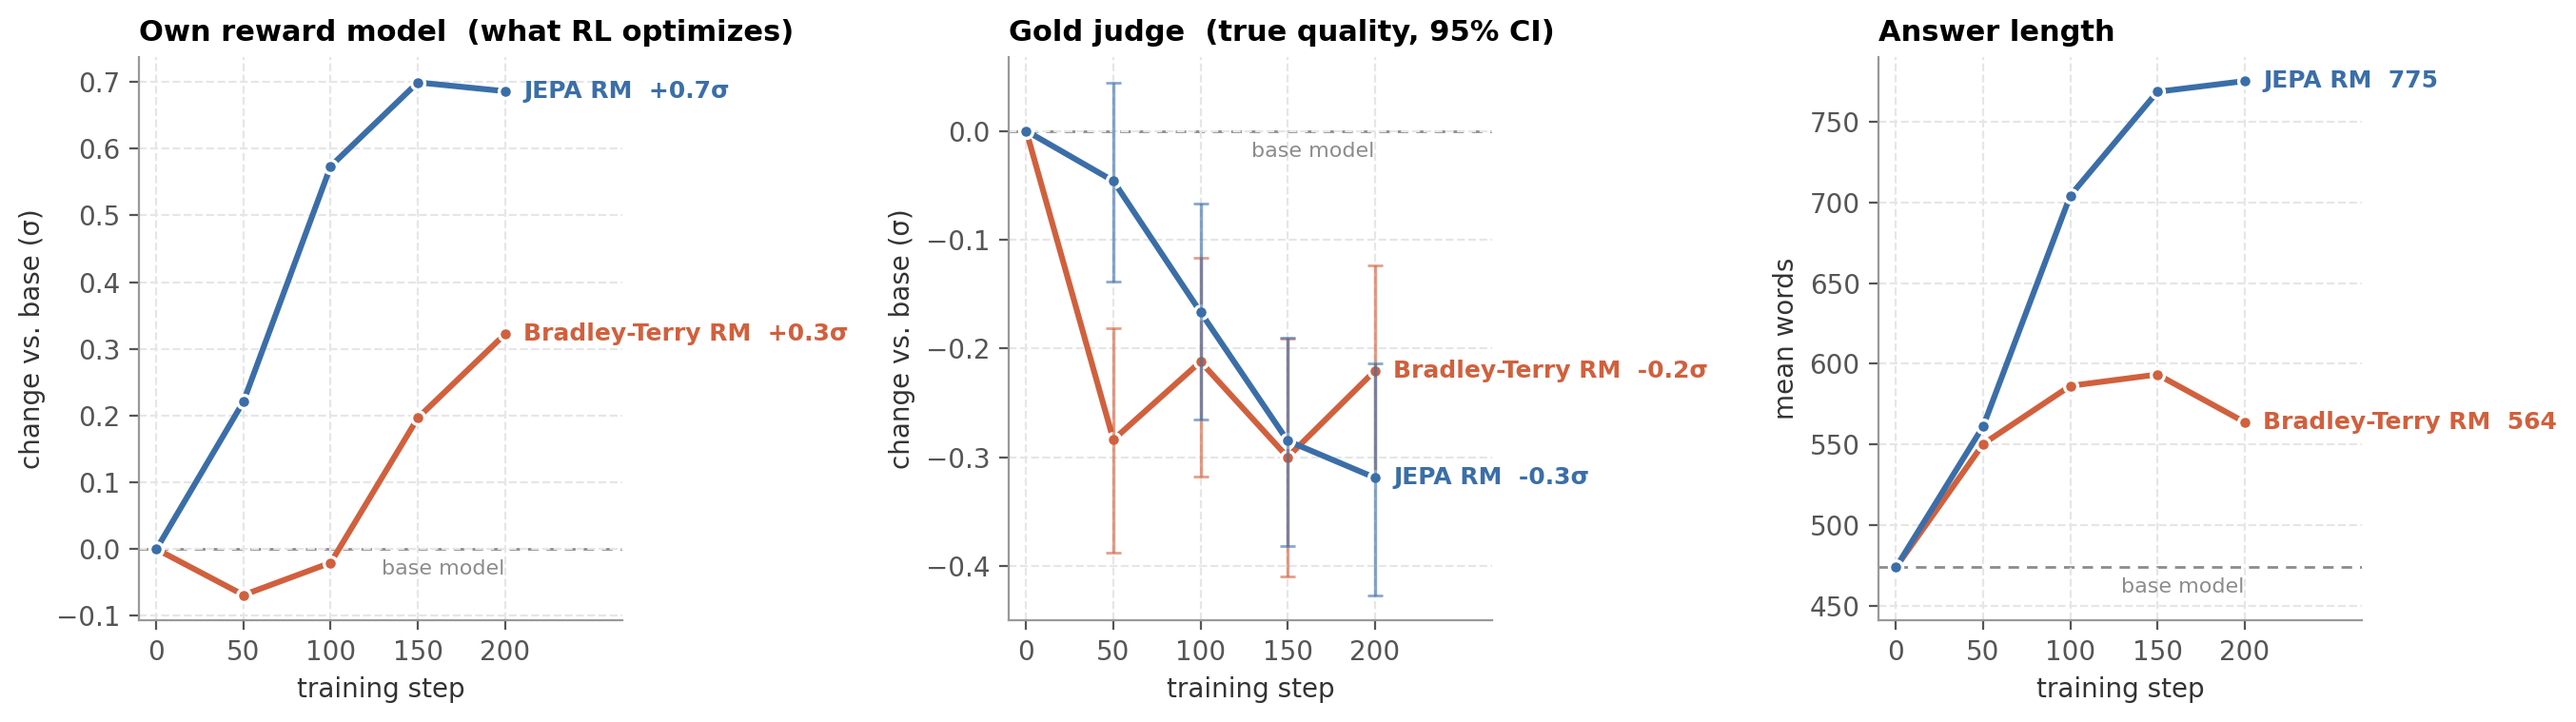 Own reward model  (what RL optimizes)
change vs. base (σ)
0.7
0.6
0.5
0.4
0.3
0.2
0.1
0.0
−0.1
JEPA RM  +0.7σ
Bradley-Terry RM  +0.3σ
base model
0 50 100 150 200
training step
Gold judge  (true quality, 95% CI)
change vs. base (σ)
0.0
−0.1
−0.2
−0.3
−0.4
base model
Bradley-Terry RM  -0.2σ
JEPA RM  -0.3σ
0 50 100 150 200
training step
Answer length
mean words
750
700
650
600
550
500
450
JEPA RM  775
Bradley-Terry RM  564
base model
0 50 100 150 200
training step